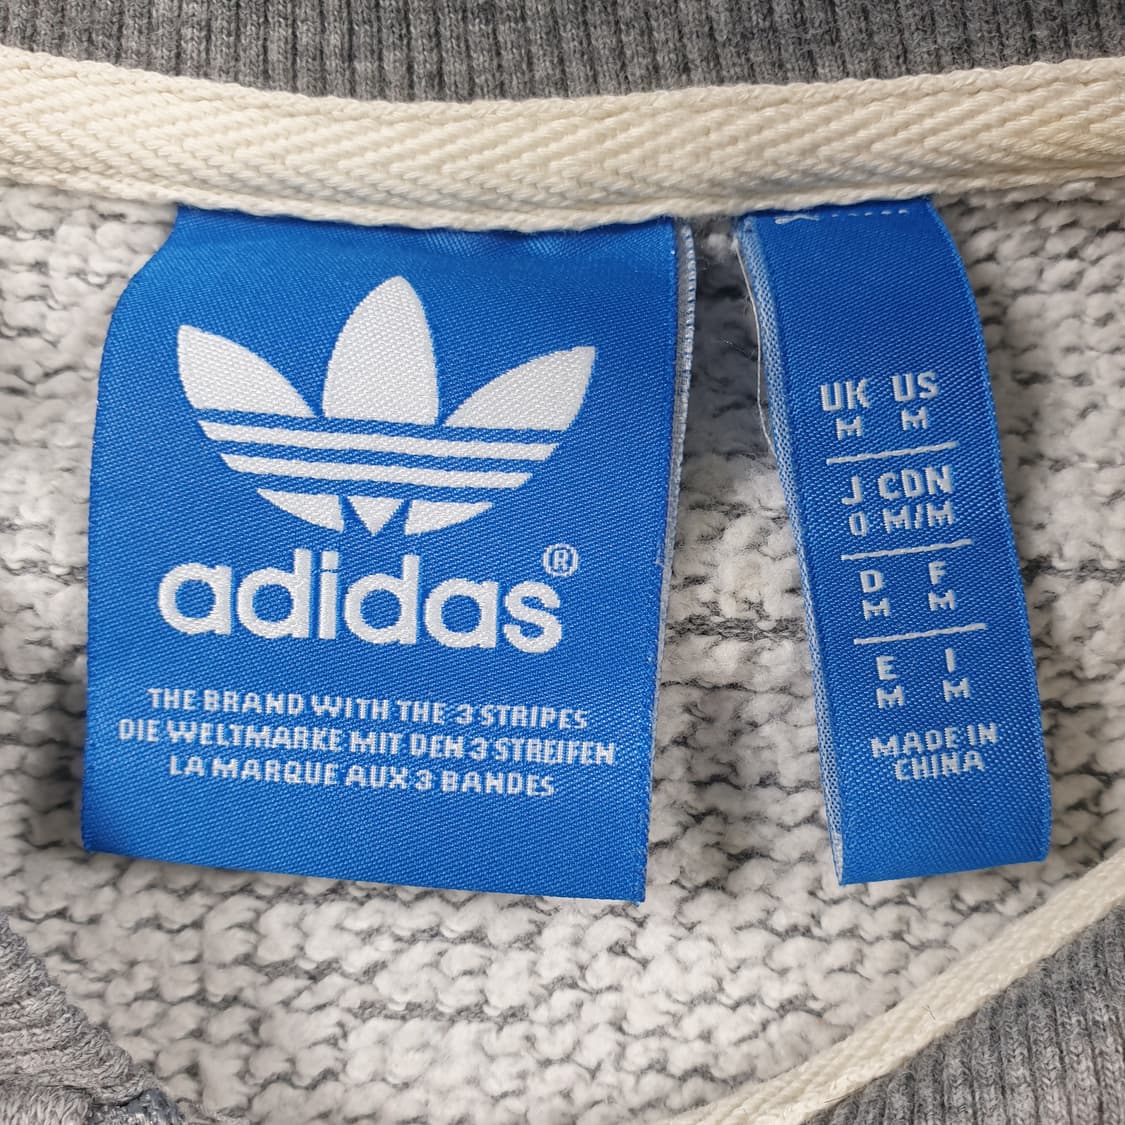 adidas®
THE BRAND WITH THE 3 STRIPES
DIE WELTMARKE MIT DEN 3 STREIFEN
LA MARQUE AUX 3 BANDES
UK US
M M
J CDN
O M/M
D F
M M
E I
M M
MADE IN
CHINA